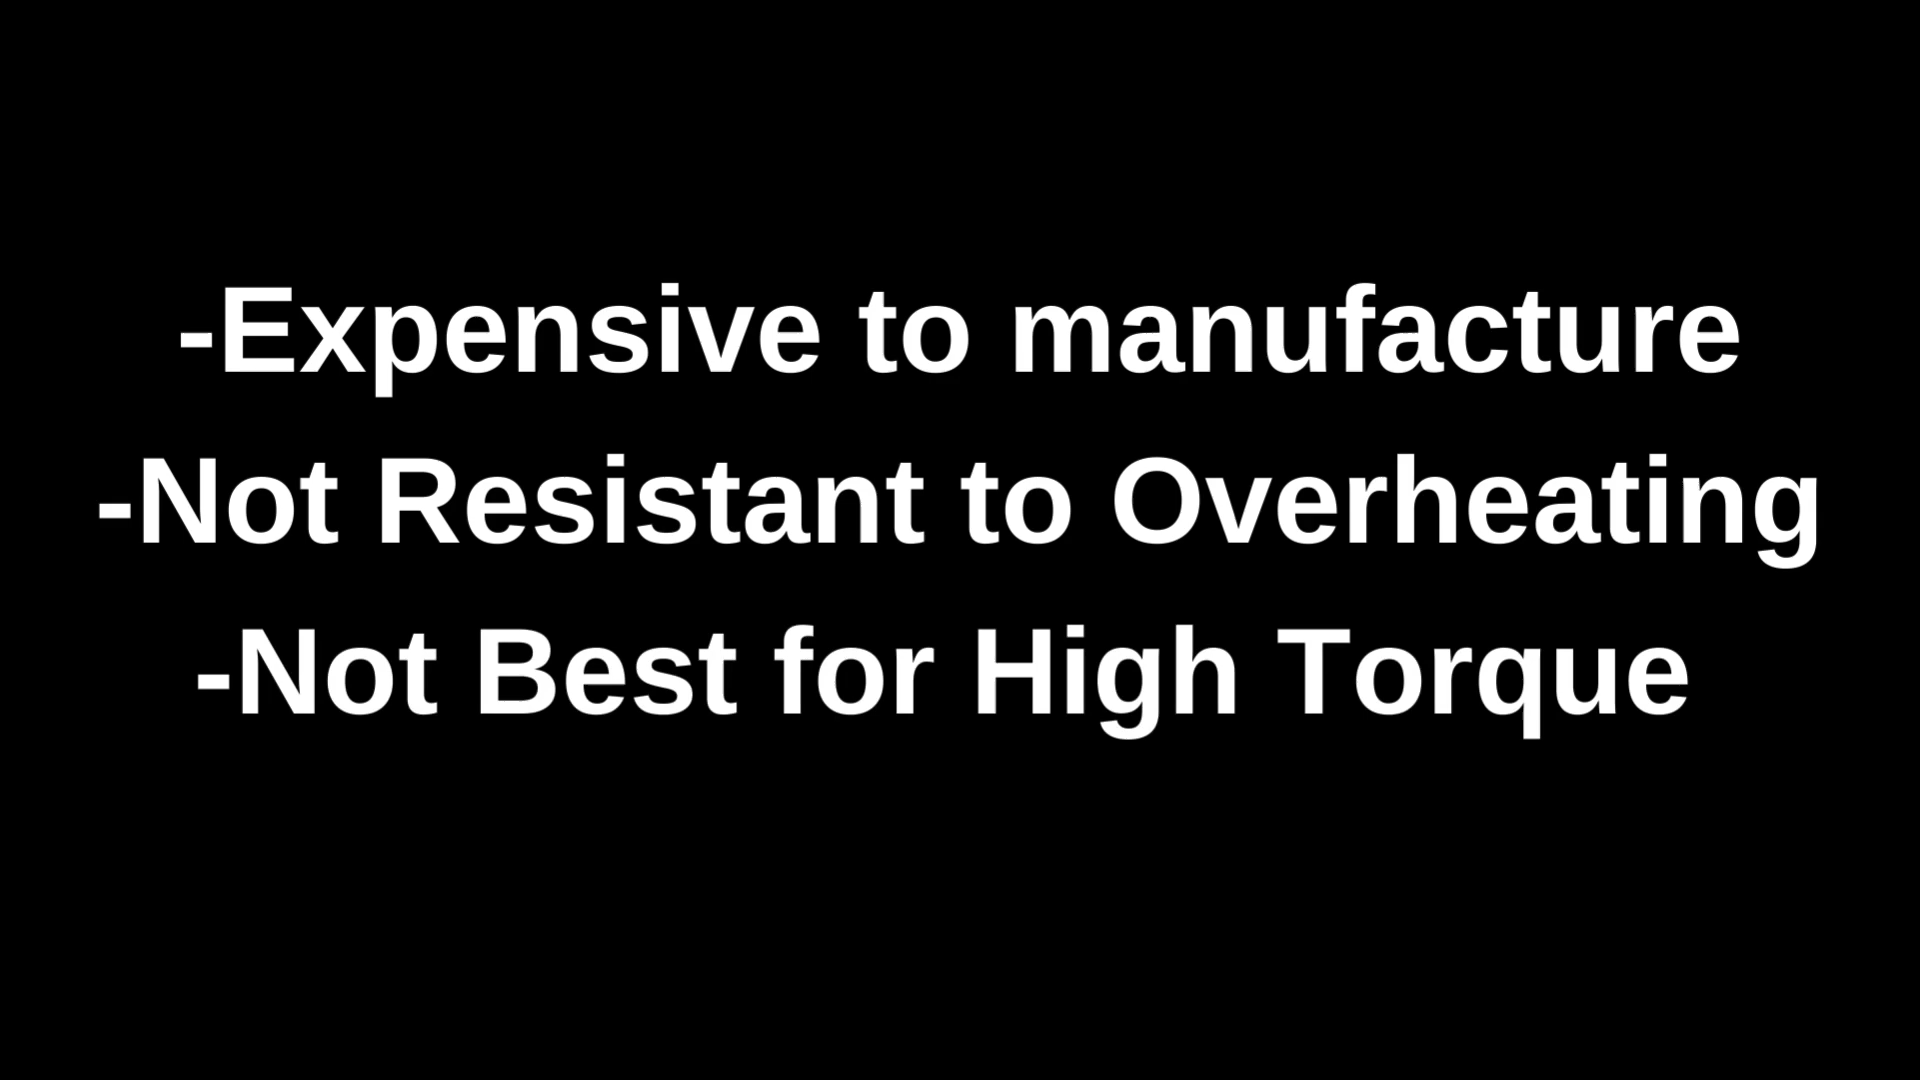 -Expensive to manufacture
-Not Resistant to Overheating
-Not Best for High Torque